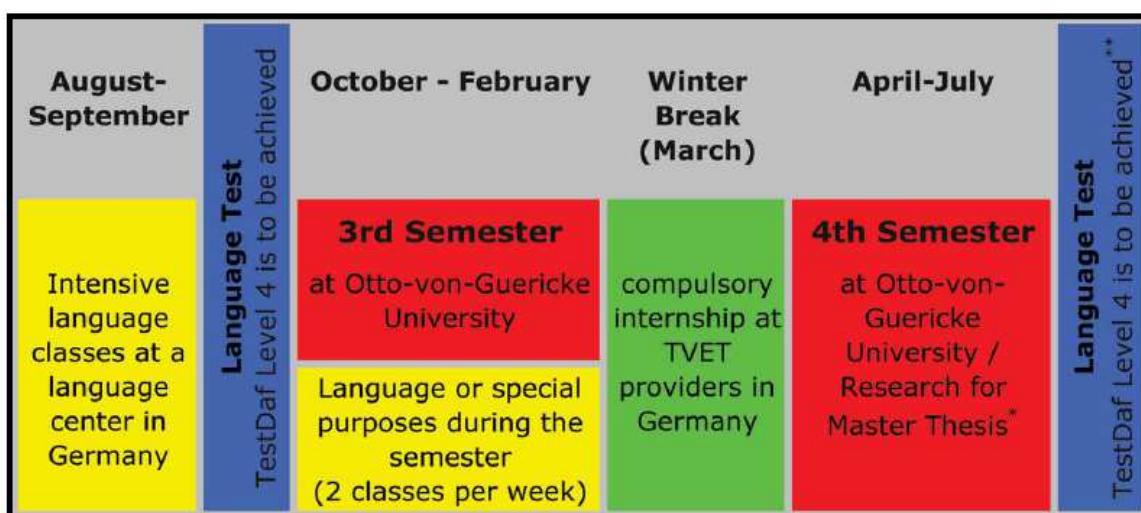 August-
September
Language Test
TestDaf Level 4 is to be achieved
October - February
Winter
Break
(March)
April-July
Language Test
TestDaf Level 4 is to be achieved**
Intensive
language
classes at a
language
center in
Germany
3rd Semester
at Otto-von-Guericke
University
Language or special
purposes during the
semester
(2 classes per week)
compulsory
internship at
TVET
providers in
Germany
4th Semester
at Otto-von-
Guericke
University /
Research for
Master Thesis*